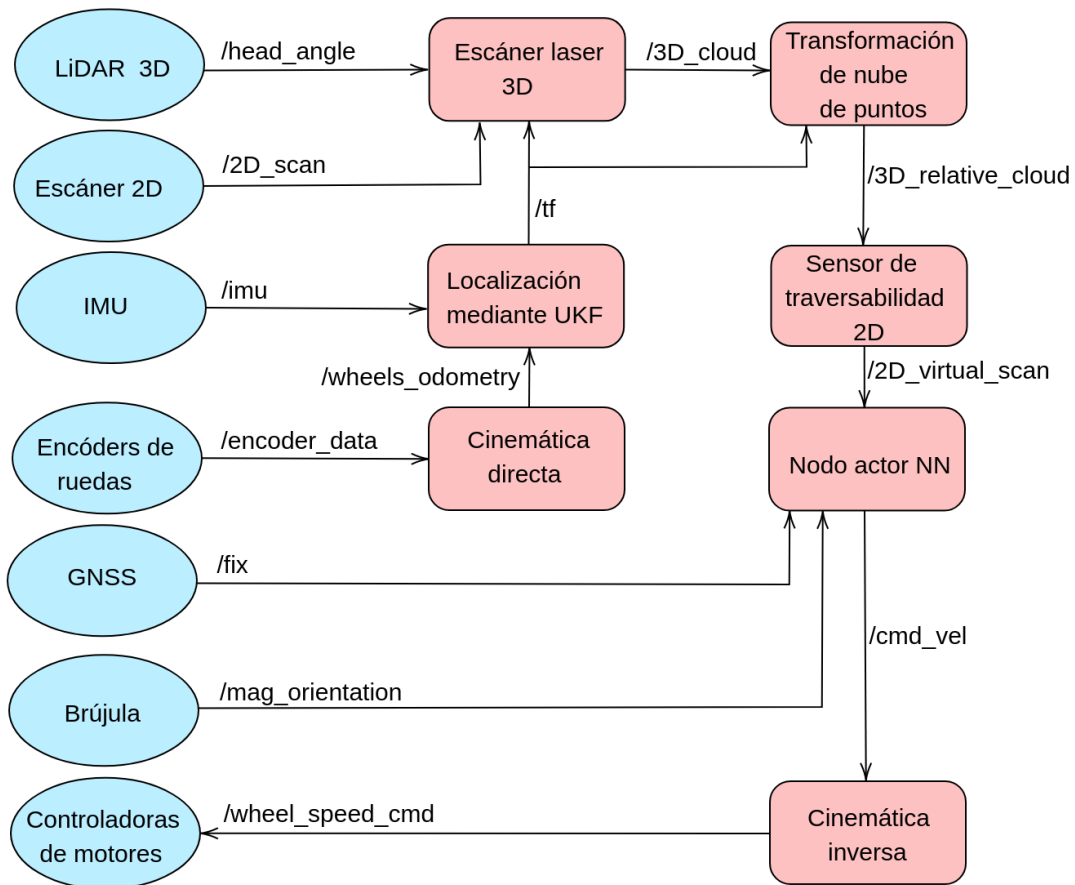 LiDAR 3D
/head_angle
Escáner laser
3D
/3D_cloud
Transformación
de nube
de puntos
Escáner 2D
/2D_scan
/tf
/3D_relative_cloud
IMU
/imu
Localización
mediante UKF
Sensor de
traversabilidad
2D
/wheels_odometry
/2D_virtual_scan
Encóders de
ruedas
/encoder_data
Cinemática
directa
Nodo actor NN
GNSS
/fix
/cmd_vel
Brújula
/mag_orientation
Controladoras
de motores
/wheel_speed_cmd
Cinemática
inversa